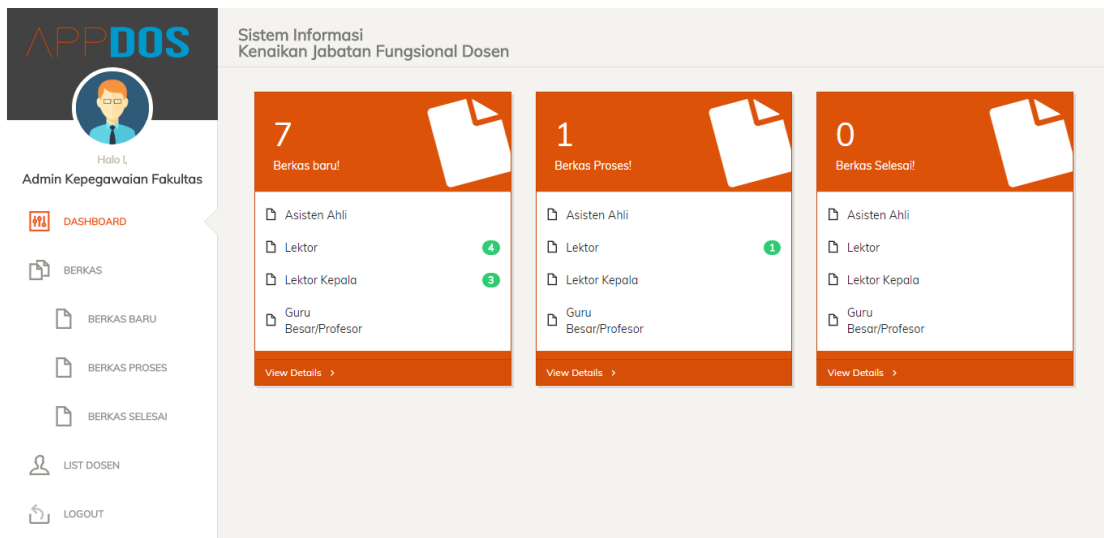 APPDOS
Halo I,
Admin Kepegawaian Fakultas
DASHBOARD
BERKAS
BERKAS BARU
BERKAS PROSES
BERKAS SELESAI
LIST DOSEN
LOGOUT
Sistem Informasi
Kenaikan Jabatan Fungsional Dosen
7
Berkas baru!
Asisten Ahli
Lektor 4
Lektor Kepala 3
Guru
Besar/Profesor
View Details >
1
Berkas Proses!
Asisten Ahli
Lektor 1
Lektor Kepala
Guru
Besar/Profesor
View Details >
0
Berkas Selesai!
Asisten Ahli
Lektor
Lektor Kepala
Guru
Besar/Profesor
View Details >